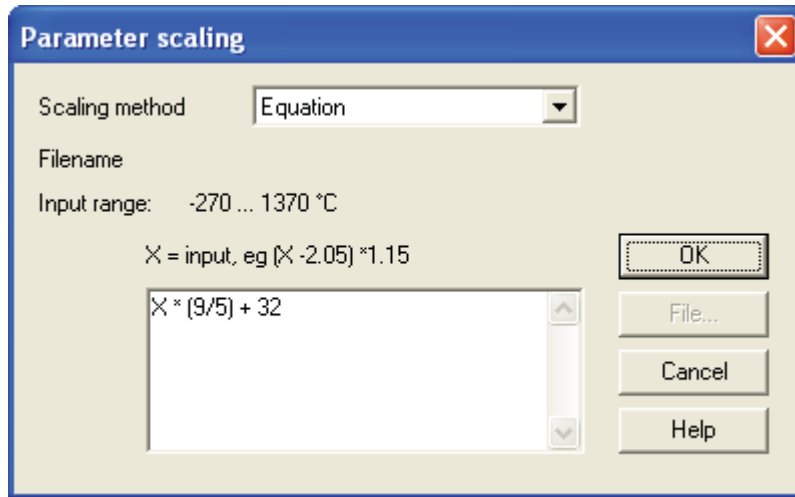 Parameter scaling
Scaling method Equation
Filename
Input range: -270 ... 1370 °C
X = input, eg (X -2.05) *1.15
OK
X * (9/5) + 32
File...
Cancel
Help